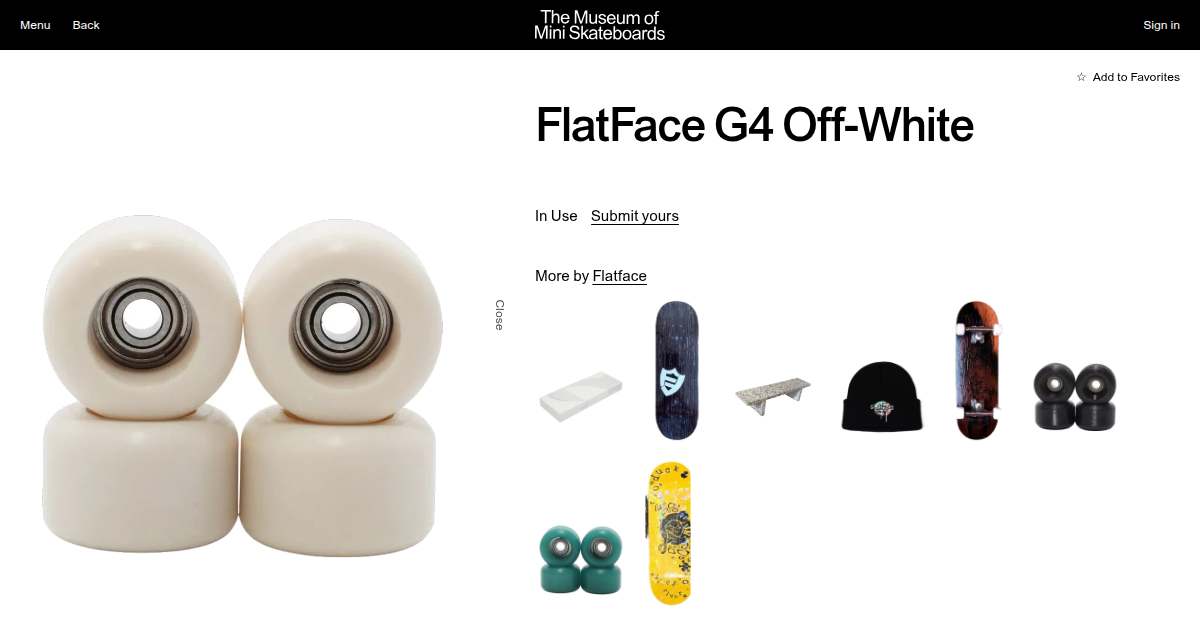 Menu Back
The Museum of
Mini Skateboards
Sign in
☆ Add to Favorites
FlatFace G4 Off-White
In Use Submit yours
More by Flatface
Close